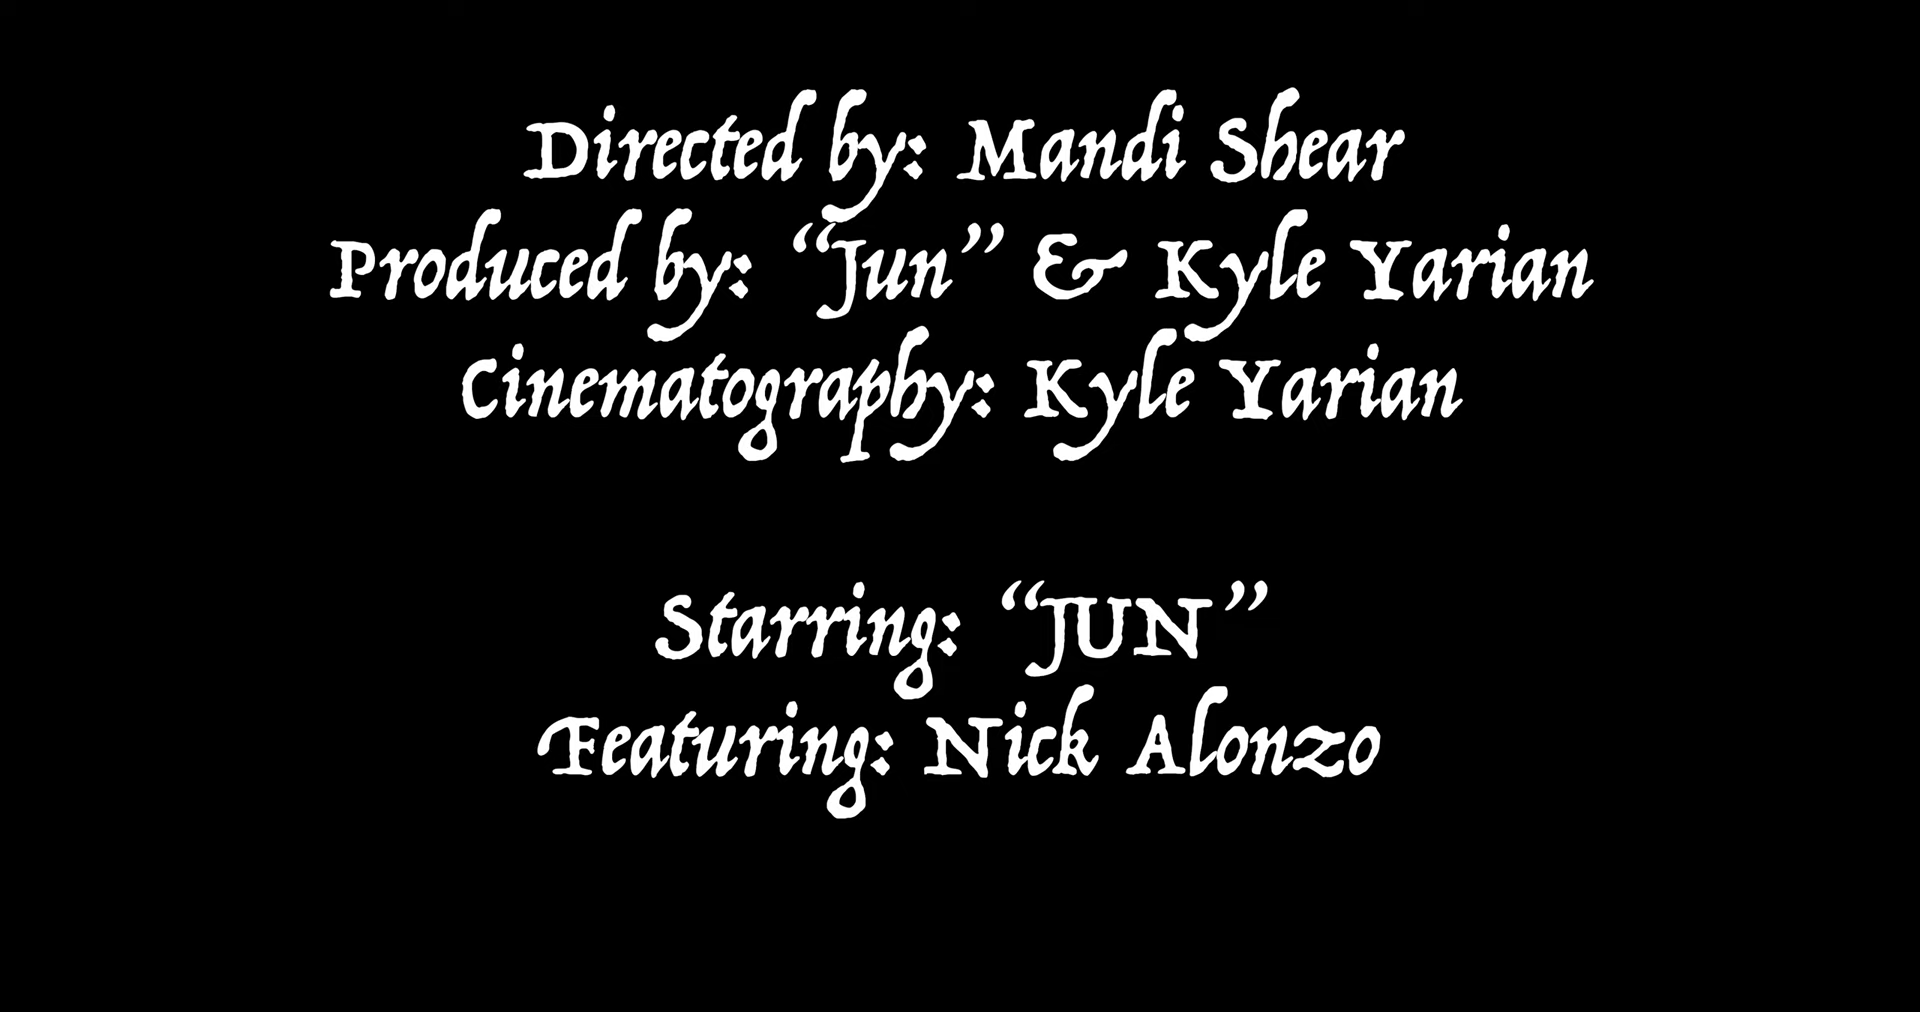 Directed by: Mandi Shear
Produced by: “Jun” & Kyle Yarian
Cinematography: Kyle Yarian
Starring: “JUN”
Featuring: Nick Alonzo